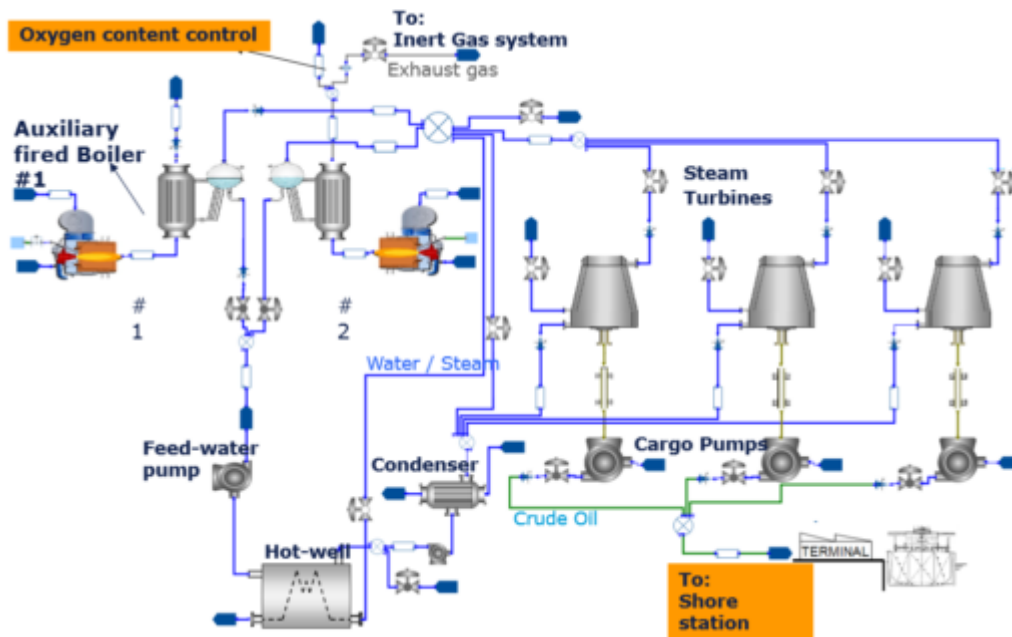 Oxygen content control
To:
Inert Gas system
Exhaust gas
Auxiliary
fired Boiler
#1
Steam
Turbines
#
1
#
2
Water / Steam
Feed-water
pump
Condenser
Cargo Pumps
Crude Oil
Hot-well
TERMINAL
To:
Shore
station